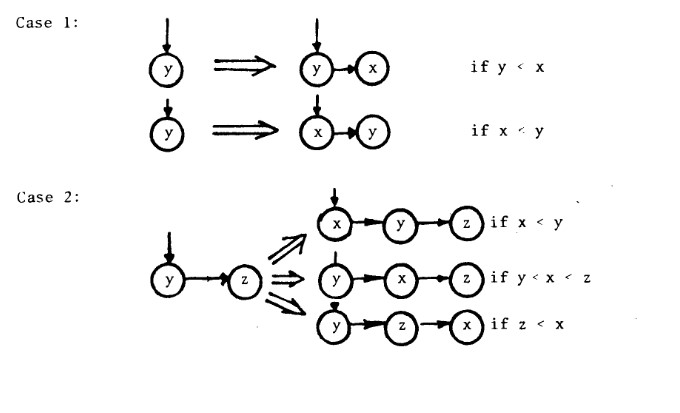 Case 1:
y y x if y < x
y x y if x < y
Case 2:
x y z if x < y
y z y x z if y < x < z
y z x if z < x